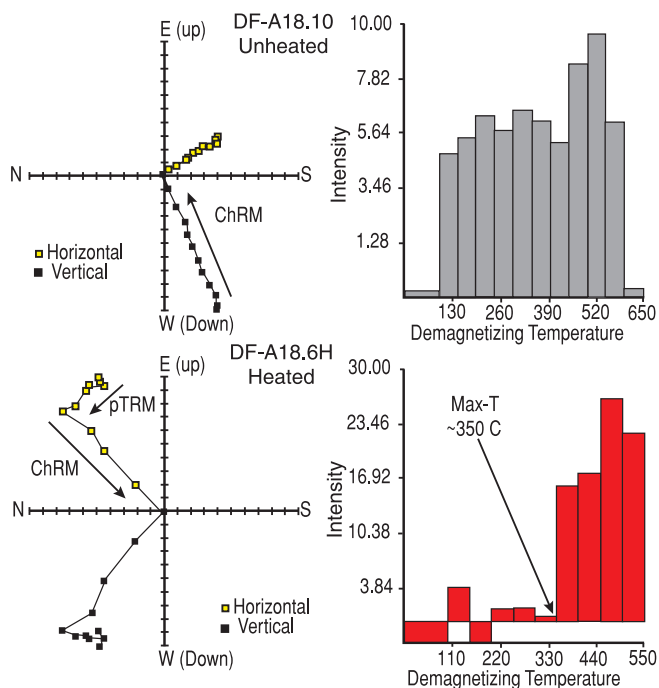 DF-A18.10
Unheated
E (up)
N
S
ChRM
Horizontal
Vertical
W (Down)
10.00
7.82
5.64
3.46
1.28
Intensity
130
260
390
520
650
Demagnetizing Temperature
DF-A18.6H
Heated
E (up)
pTRM
ChRM
N
S
Horizontal
Vertical
W (Down)
30.00
23.46
16.92
10.38
3.84
Intensity
Max-T
~350 C
110
220
330
440
550
Demagnetizing Temperature